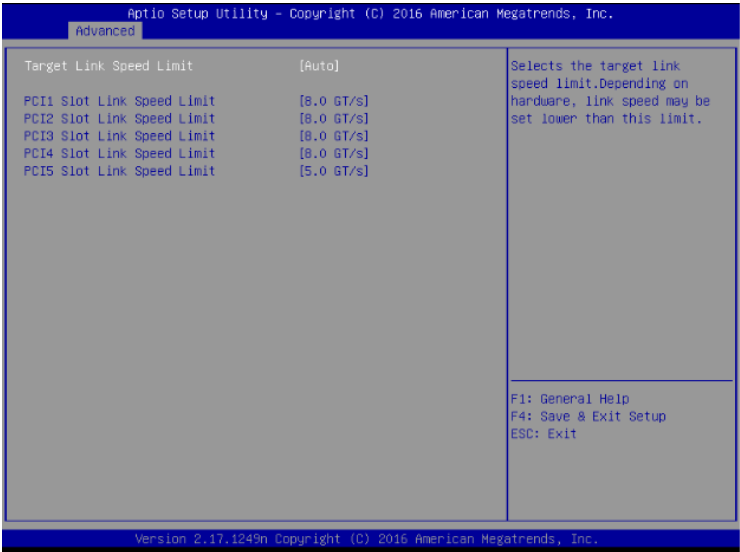 Aptio Setup Utility – Copyright (C) 2016 American Megatrends, Inc.
Advanced
Target Link Speed Limit [Auto]
PCI1 Slot Link Speed Limit [8.0 GT/s]
PCI2 Slot Link Speed Limit [8.0 GT/s]
PCI3 Slot Link Speed Limit [8.0 GT/s]
PCI4 Slot Link Speed Limit [8.0 GT/s]
PCI5 Slot Link Speed Limit [5.0 GT/s]
Selects the target link
speed limit.Depending on
hardware, link speed may be
set lower than this limit.
F1: General Help
F4: Save & Exit Setup
ESC: Exit
Version 2.17.1249n Copyright (C) 2016 American Megatrends, Inc.